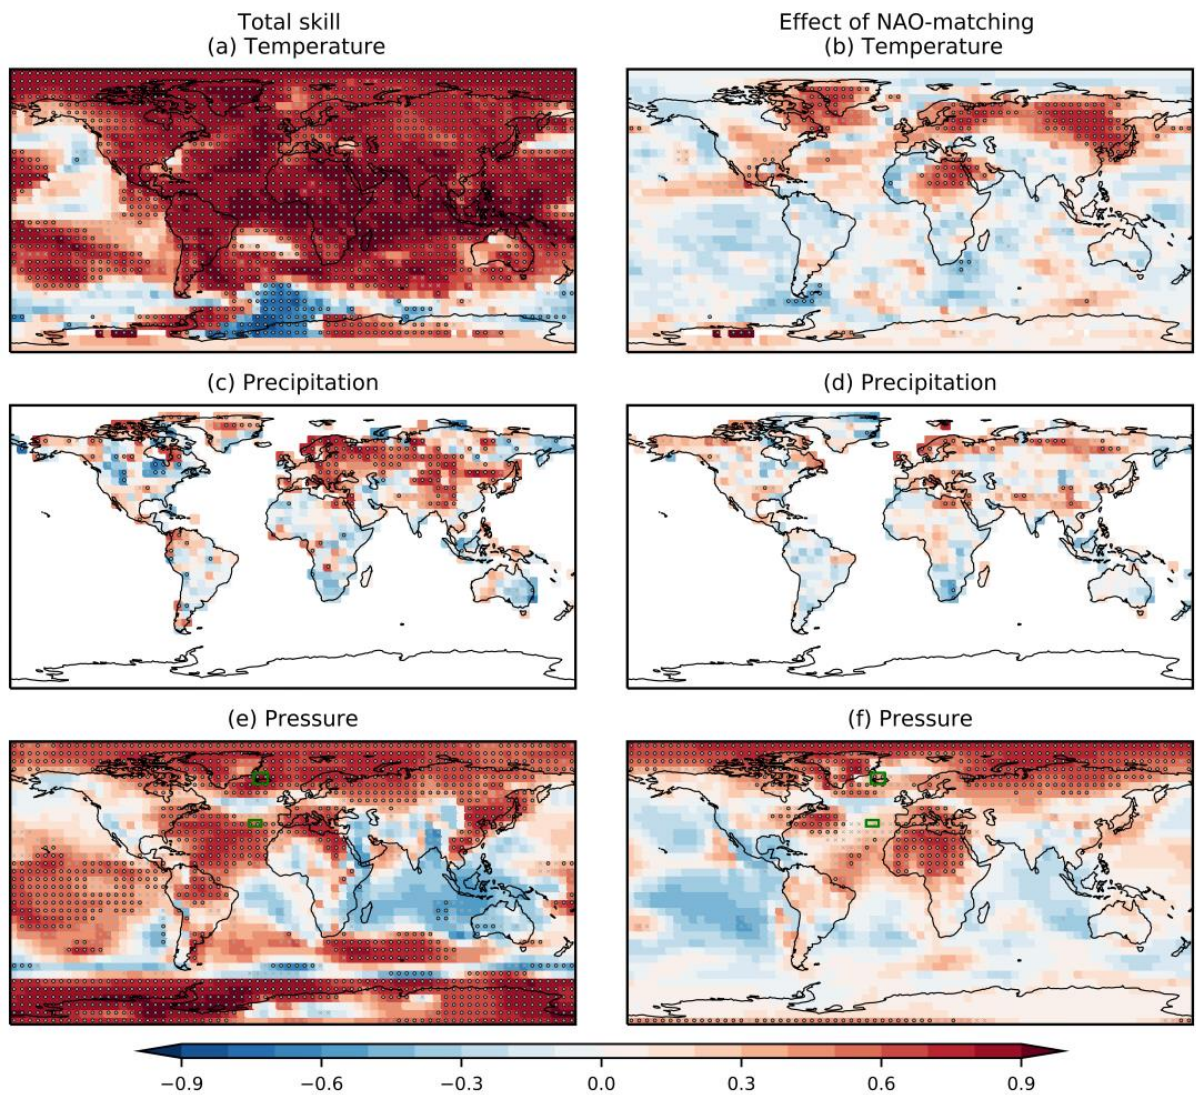 Total skill
(a) Temperature
Effect of NAO-matching
(b) Temperature
(c) Precipitation
(d) Precipitation
(e) Pressure
(f) Pressure
−0.9 −0.6 −0.3 0.0 0.3 0.6 0.9